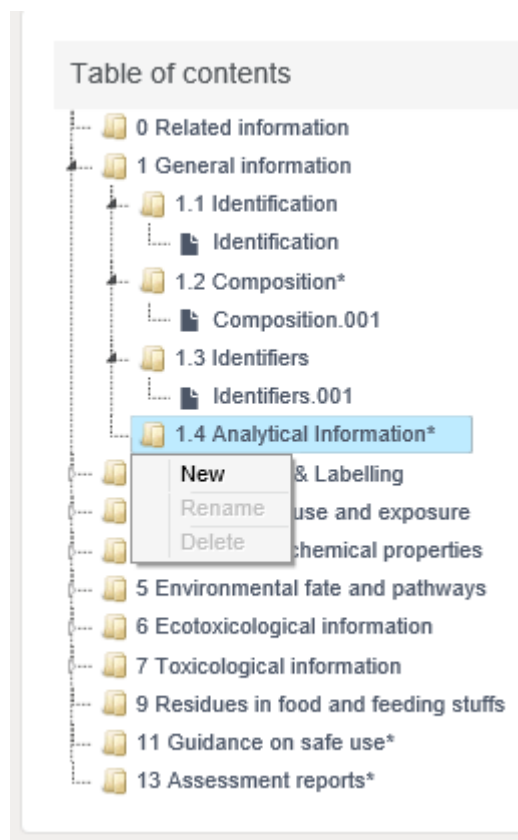 Table of contents
0 Related information
1 General information
1.1 Identification
Identification
1.2 Composition*
Composition.001
1.3 Identifiers
Identifiers.001
1.4 Analytical Information*
New
& Labelling
Rename
use and exposure
Delete
chemical properties
5 Environmental fate and pathways
6 Ecotoxicological information
7 Toxicological information
9 Residues in food and feeding stuffs
11 Guidance on safe use*
13 Assessment reports*